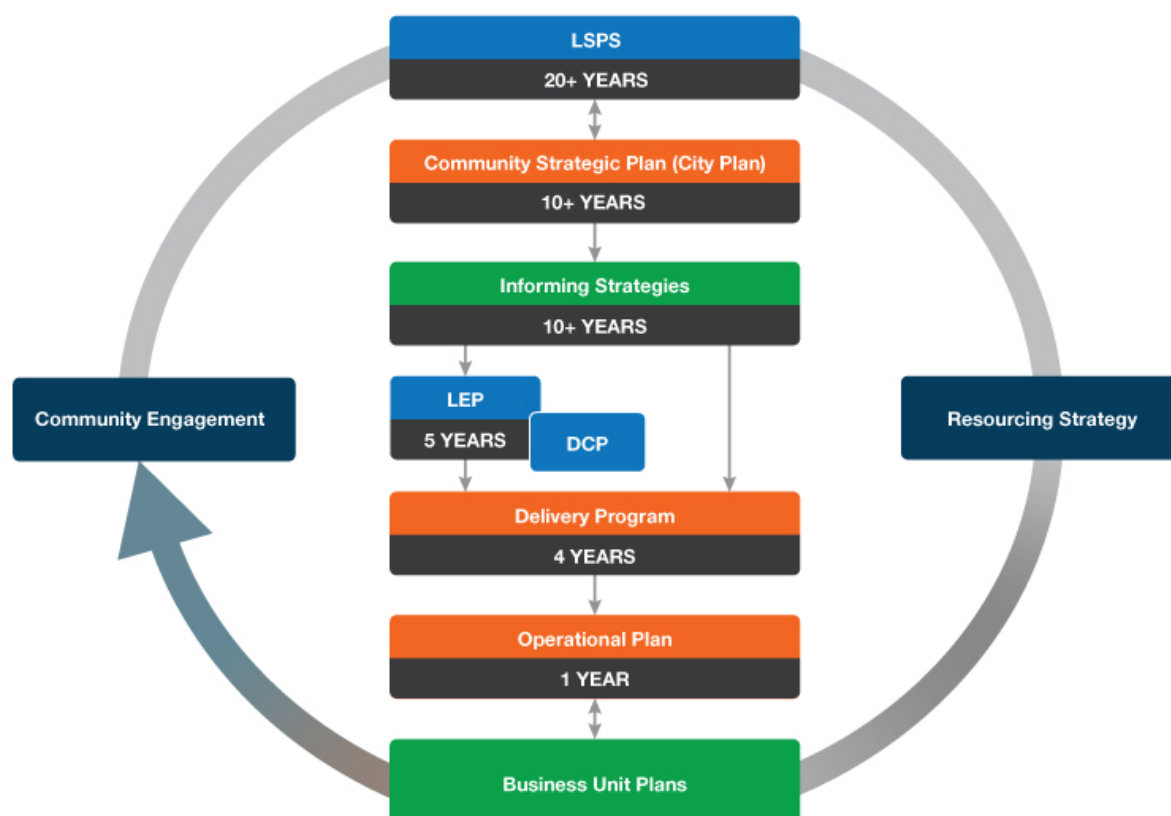 LSPS
20+ YEARS
Community Strategic Plan (City Plan)
10+ YEARS
Informing Strategies
10+ YEARS
LEP
5 YEARS
DCP
Community Engagement
Resourcing Strategy
Delivery Program
4 YEARS
Operational Plan
1 YEAR
Business Unit Plans